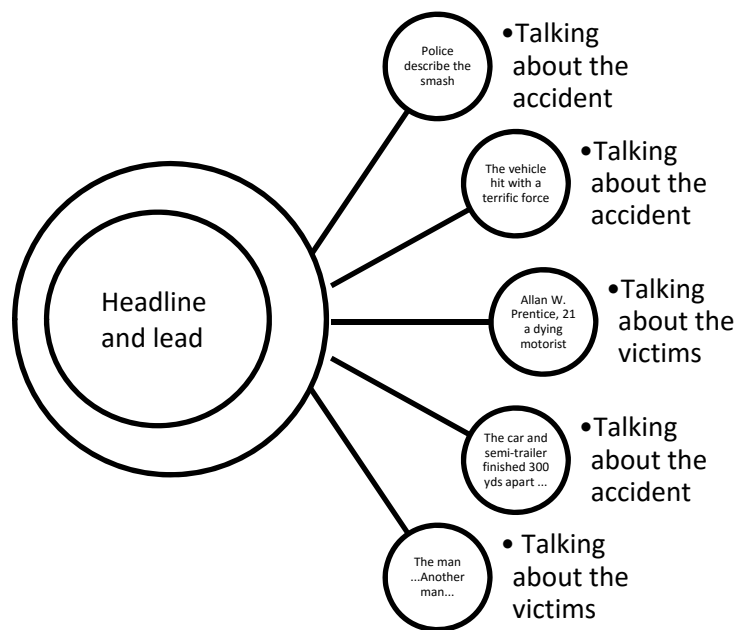 Police
describe the
smash
•Talking
about the
accident
The vehicle
hit with a
terrific force
•Talking
about the
accident
Headline
and lead
Allan W.
Prentice, 21
a dying
motorist
•Talking
about the
victims
The car and
semi-trailer
finished 300
yds apart ...
•Talking
about the
accident
The man
...Another
man...
• Talking
about the
victims